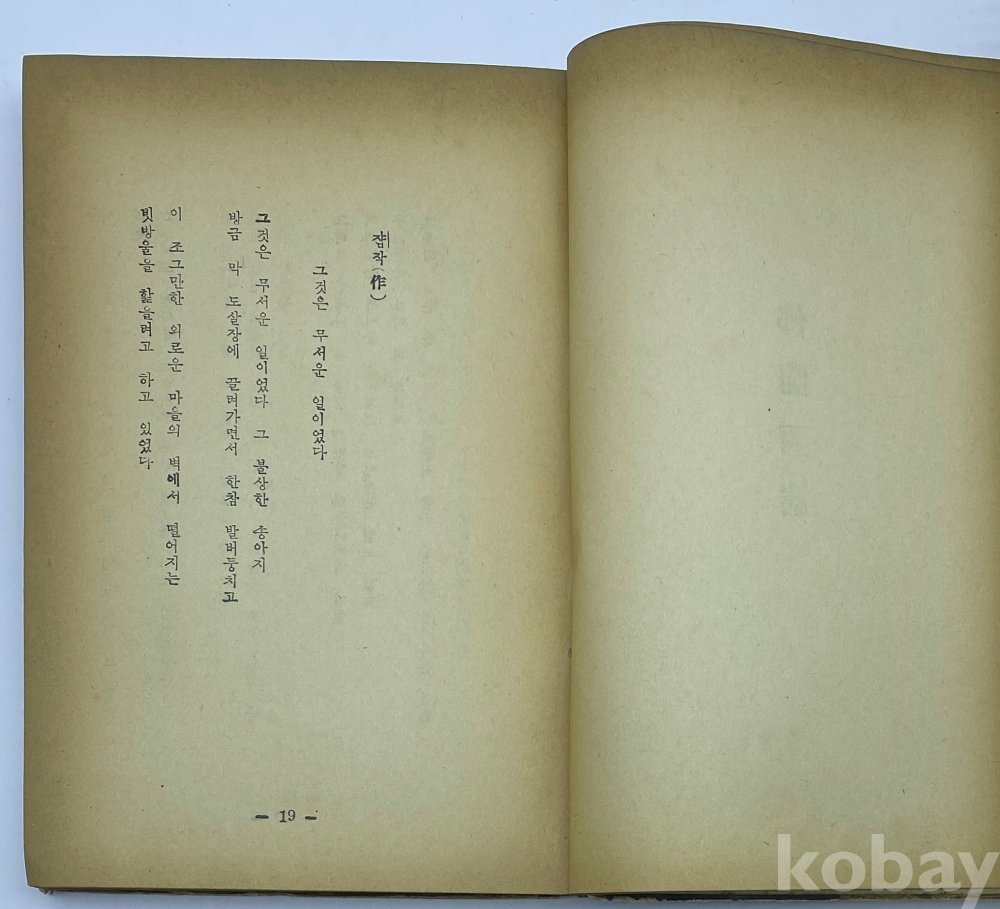 잠작(作)
그것은 무서운 일이었다
그것은 무서운 일이었다 그 불상한 송아지
방금 막 도살장에 끌려가면서 한참 발버둥치고
이 조그만한 외로운 마을의 벽에서 떨어지는
빗방울을 핥을려고 하고 있었다
— 19 —
kobay